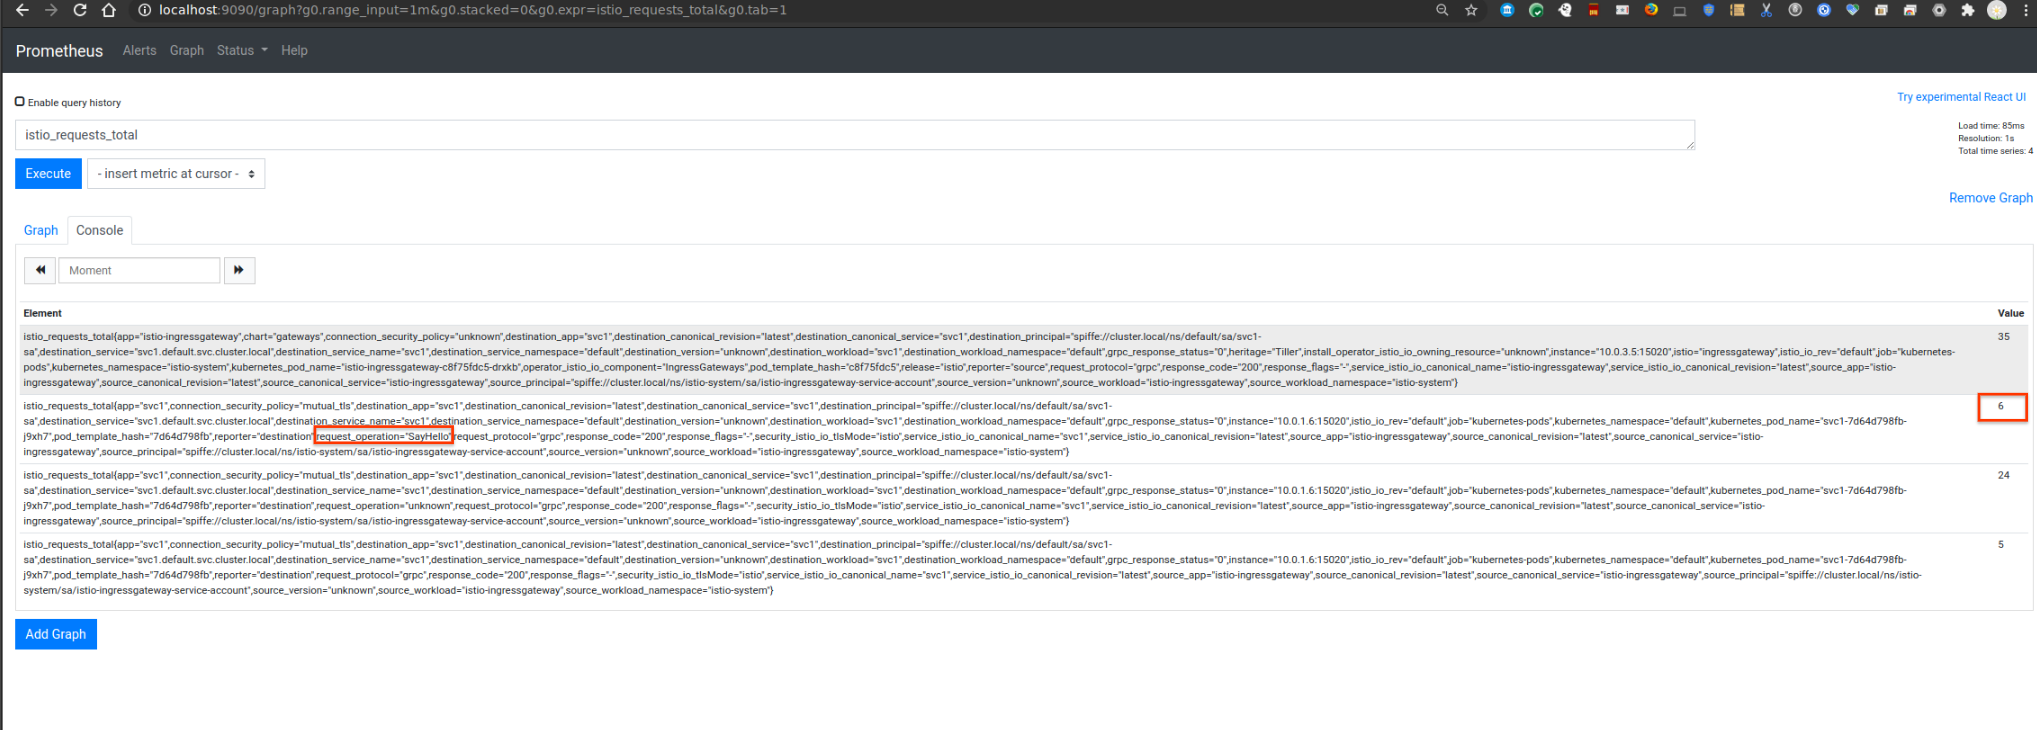 localhost:9090/graph?g0.range_input=1m&g0.stacked=0&g0.expr=istio_requests_total&g0.tab=1
Prometheus Alerts Graph Status Help
Enable query history
Try experimental React UI
istio_requests_total
Load time: 85ms
Resolution: 1s
Total time series: 4
Execute - insert metric at cursor -
Remove Graph
Graph Console
Moment
Element Value
istio_requests_total{app="istio-ingressgateway",chart="gateways",connection_security_policy="unknown",destination_app="svc1",destination_canonical_revision="latest",destination_canonical_service="svc1",destination_principal="spiffe://cluster.local/ns/default/sa/svc1- 35
sa",destination_service="svc1.default.svc.cluster.local",destination_service_name="svc1",destination_service_namespace="default",destination_version="unknown",destination_workload="svc1",destination_workload_namespace="default",grpc_response_status="0",heritage="Tiller",install_operator_istio_io_owning_resource="unknown",instance="10.0.3.5:15020",istio="ingressgateway",istio_io_rev="default",job="kubernetes-
pods",kubernetes_namespace="istio-system",kubernetes_pod_name="istio-ingressgateway-c8f75fdc5-drxkb",operator_istio_io_component="IngressGateways",pod_template_hash="c8f75fdc5",release="istio",reporter="source",request_protocol="grpc",response_code="200",response_flags="-",service_istio_io_canonical_name="istio-ingressgateway",service_istio_io_canonical_revision="latest",source_app="istio-
ingressgateway",source_canonical_revision="latest",source_canonical_service="istio-ingressgateway",source_principal="spiffe://cluster.local/ns/istio-system/sa/istio-ingressgateway-service-account",source_version="unknown",source_workload="istio-ingressgateway",source_workload_namespace="istio-system"}
istio_requests_total{app="svc1",connection_security_policy="mutual_tls",destination_app="svc1",destination_canonical_revision="latest",destination_canonical_service="svc1",destination_principal="spiffe://cluster.local/ns/default/sa/svc1- 6
sa",destination_service="svc1.default.svc.cluster.local",destination_service_name="svc1",destination_service_namespace="default",destination_version="unknown",destination_workload="svc1",destination_workload_namespace="default",grpc_response_status="0",instance="10.0.1.6:15020",istio_io_rev="default",job="kubernetes-pods",kubernetes_namespace="default",kubernetes_pod_name="svc1-7d64d798fb-
j9xh7",pod_template_hash="7d64d798fb",reporter="destination",request_operation="SayHello",request_protocol="grpc",response_code="200",response_flags="-",security_istio_io_tlsMode="istio",service_istio_io_canonical_name="svc1",service_istio_io_canonical_revision="latest",source_app="istio-ingressgateway",source_canonical_revision="latest",source_canonical_service="istio-
ingressgateway",source_principal="spiffe://cluster.local/ns/istio-system/sa/istio-ingressgateway-service-account",source_version="unknown",source_workload="istio-ingressgateway",source_workload_namespace="istio-system"}
istio_requests_total{app="svc1",connection_security_policy="mutual_tls",destination_app="svc1",destination_canonical_revision="latest",destination_canonical_service="svc1",destination_principal="spiffe://cluster.local/ns/default/sa/svc1- 24
sa",destination_service="svc1.default.svc.cluster.local",destination_service_name="svc1",destination_service_namespace="default",destination_version="unknown",destination_workload="svc1",destination_workload_namespace="default",grpc_response_status="0",instance="10.0.1.6:15020",istio_io_rev="default",job="kubernetes-pods",kubernetes_namespace="default",kubernetes_pod_name="svc1-7d64d798fb-
j9xh7",pod_template_hash="7d64d798fb",reporter="destination",request_operation="unknown",request_protocol="grpc",response_code="200",response_flags="-",security_istio_io_tlsMode="istio",service_istio_io_canonical_name="svc1",service_istio_io_canonical_revision="latest",source_app="istio-ingressgateway",source_canonical_revision="latest",source_canonical_service="istio-
ingressgateway",source_principal="spiffe://cluster.local/ns/istio-system/sa/istio-ingressgateway-service-account",source_version="unknown",source_workload="istio-ingressgateway",source_workload_namespace="istio-system"}
istio_requests_total{app="svc1",connection_security_policy="mutual_tls",destination_app="svc1",destination_canonical_revision="latest",destination_canonical_service="svc1",destination_principal="spiffe://cluster.local/ns/default/sa/svc1- 5
sa",destination_service="svc1.default.svc.cluster.local",destination_service_name="svc1",destination_service_namespace="default",destination_version="unknown",destination_workload="svc1",destination_workload_namespace="default",grpc_response_status="0",instance="10.0.1.6:15020",istio_io_rev="default",job="kubernetes-pods",kubernetes_namespace="default",kubernetes_pod_name="svc1-7d64d798fb-
j9xh7",pod_template_hash="7d64d798fb",reporter="destination",request_protocol="grpc",response_code="200",response_flags="-",security_istio_io_tlsMode="istio",service_istio_io_canonical_name="svc1",service_istio_io_canonical_revision="latest",source_app="istio-ingressgateway",source_canonical_revision="latest",source_canonical_service="istio-ingressgateway",source_principal="spiffe://cluster.local/ns/istio-
system/sa/istio-ingressgateway-service-account",source_version="unknown",source_workload="istio-ingressgateway",source_workload_namespace="istio-system"}
Add Graph